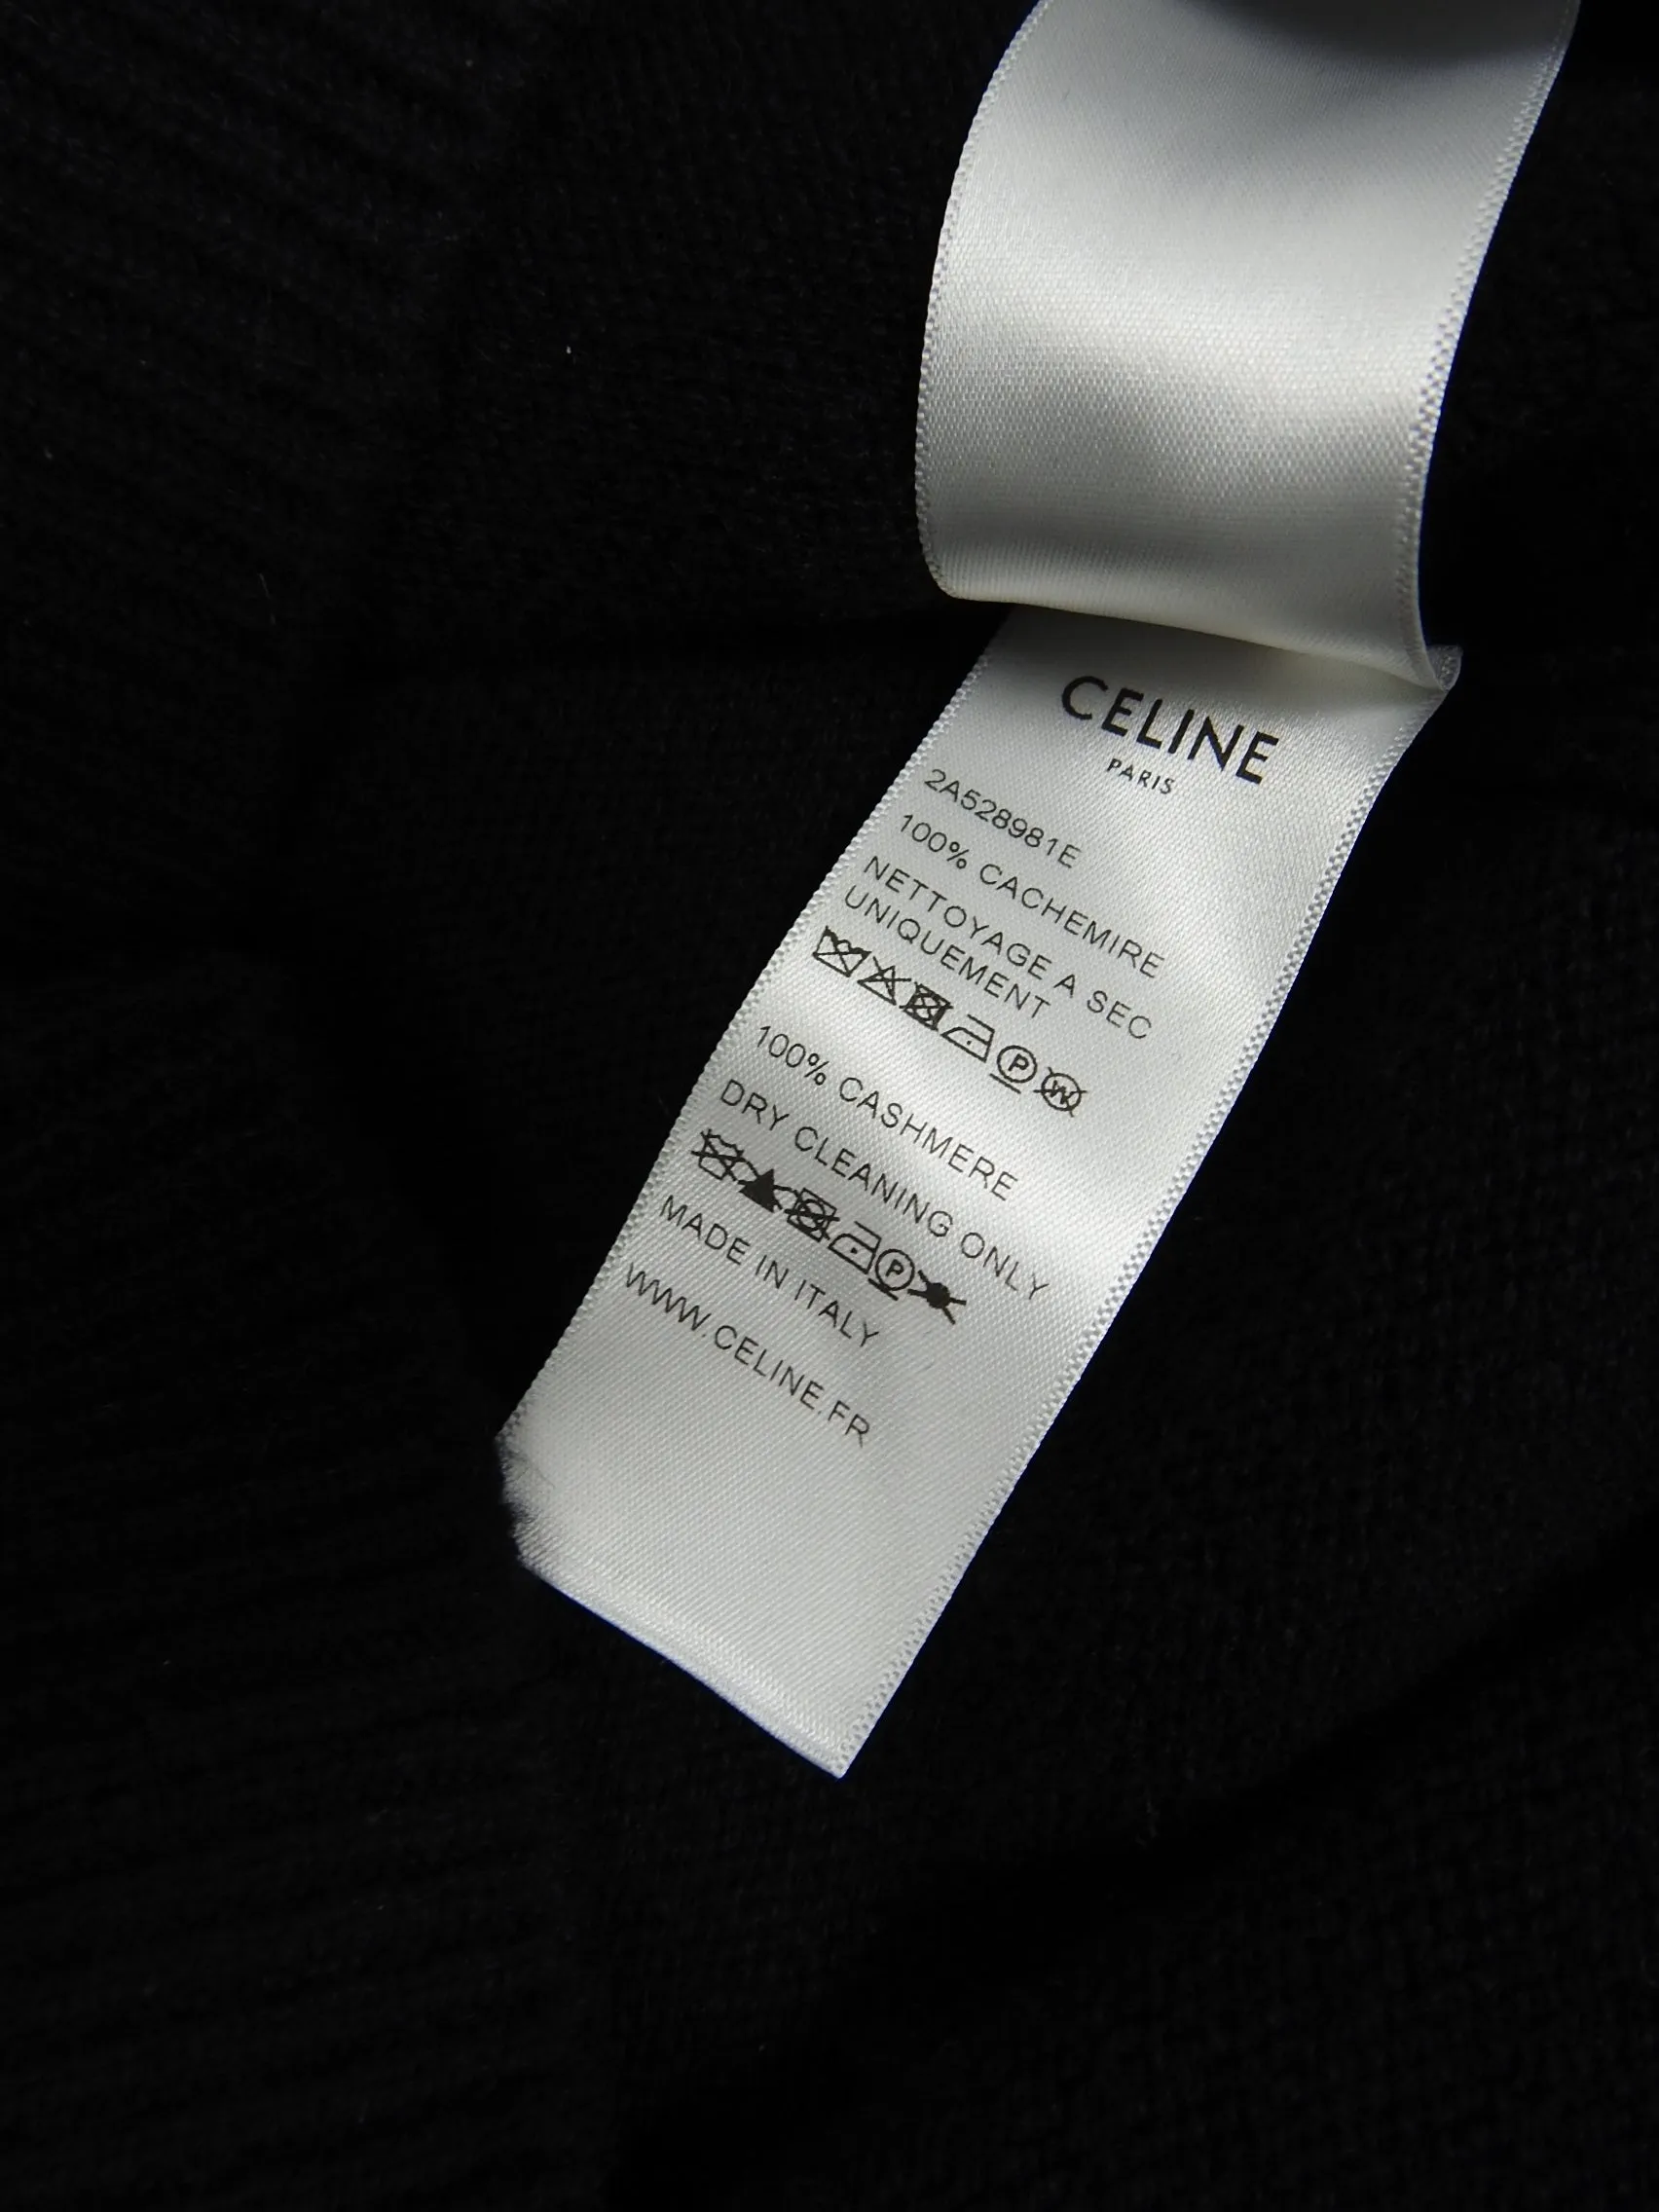 CELINE
PARIS
2A528981E
100% CACHEMIRE
NETTOYAGE A SEC
UNIQUEMENT
P W
100% CASHMERE
DRY CLEANING ONLY
P
MADE IN ITALY
WWW.CELINE.FR